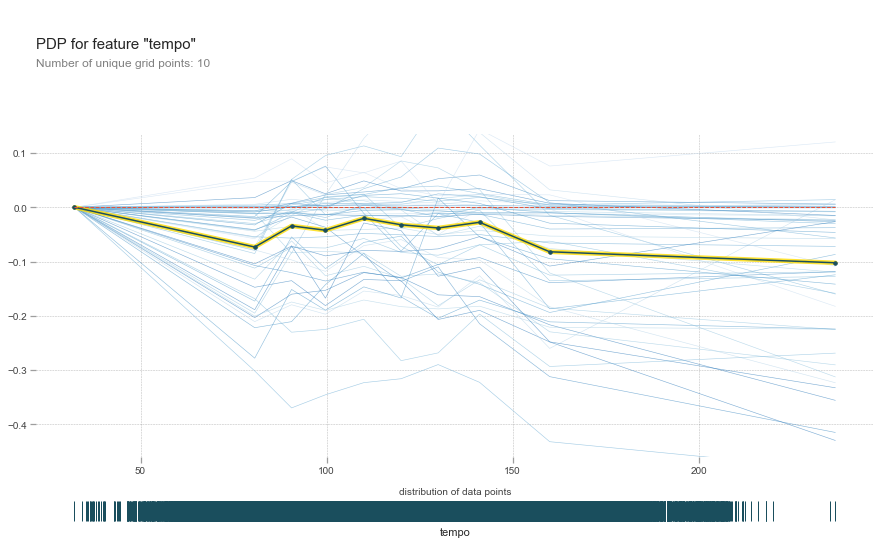 PDP for feature "tempo"
Number of unique grid points: 10
0.1
0.0
−0.1
−0.2
−0.3
−0.4
50 100 150 200
distribution of data points
tempo